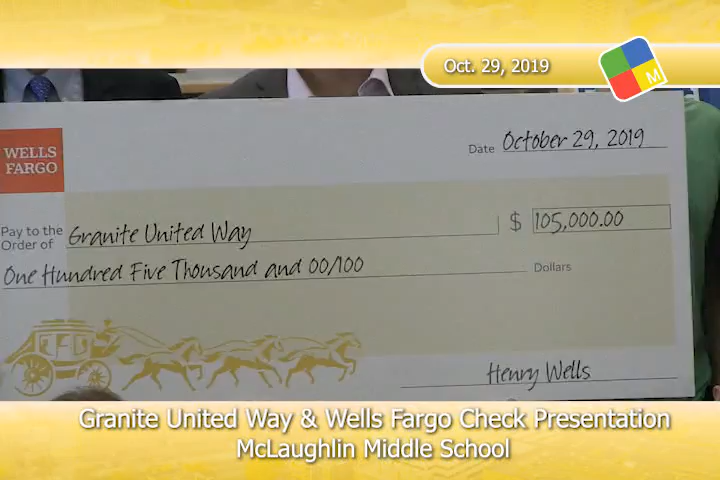 Oct. 29, 2019
M
WELLS
FARGO
Date October 29, 2019
Pay to the
Order of Granite United Way $ 105,000.00
One Hundred Five Thousand and 00/100 Dollars
Henry Wells
Granite United Way & Wells Fargo Check Presentation
McLaughlin Middle School